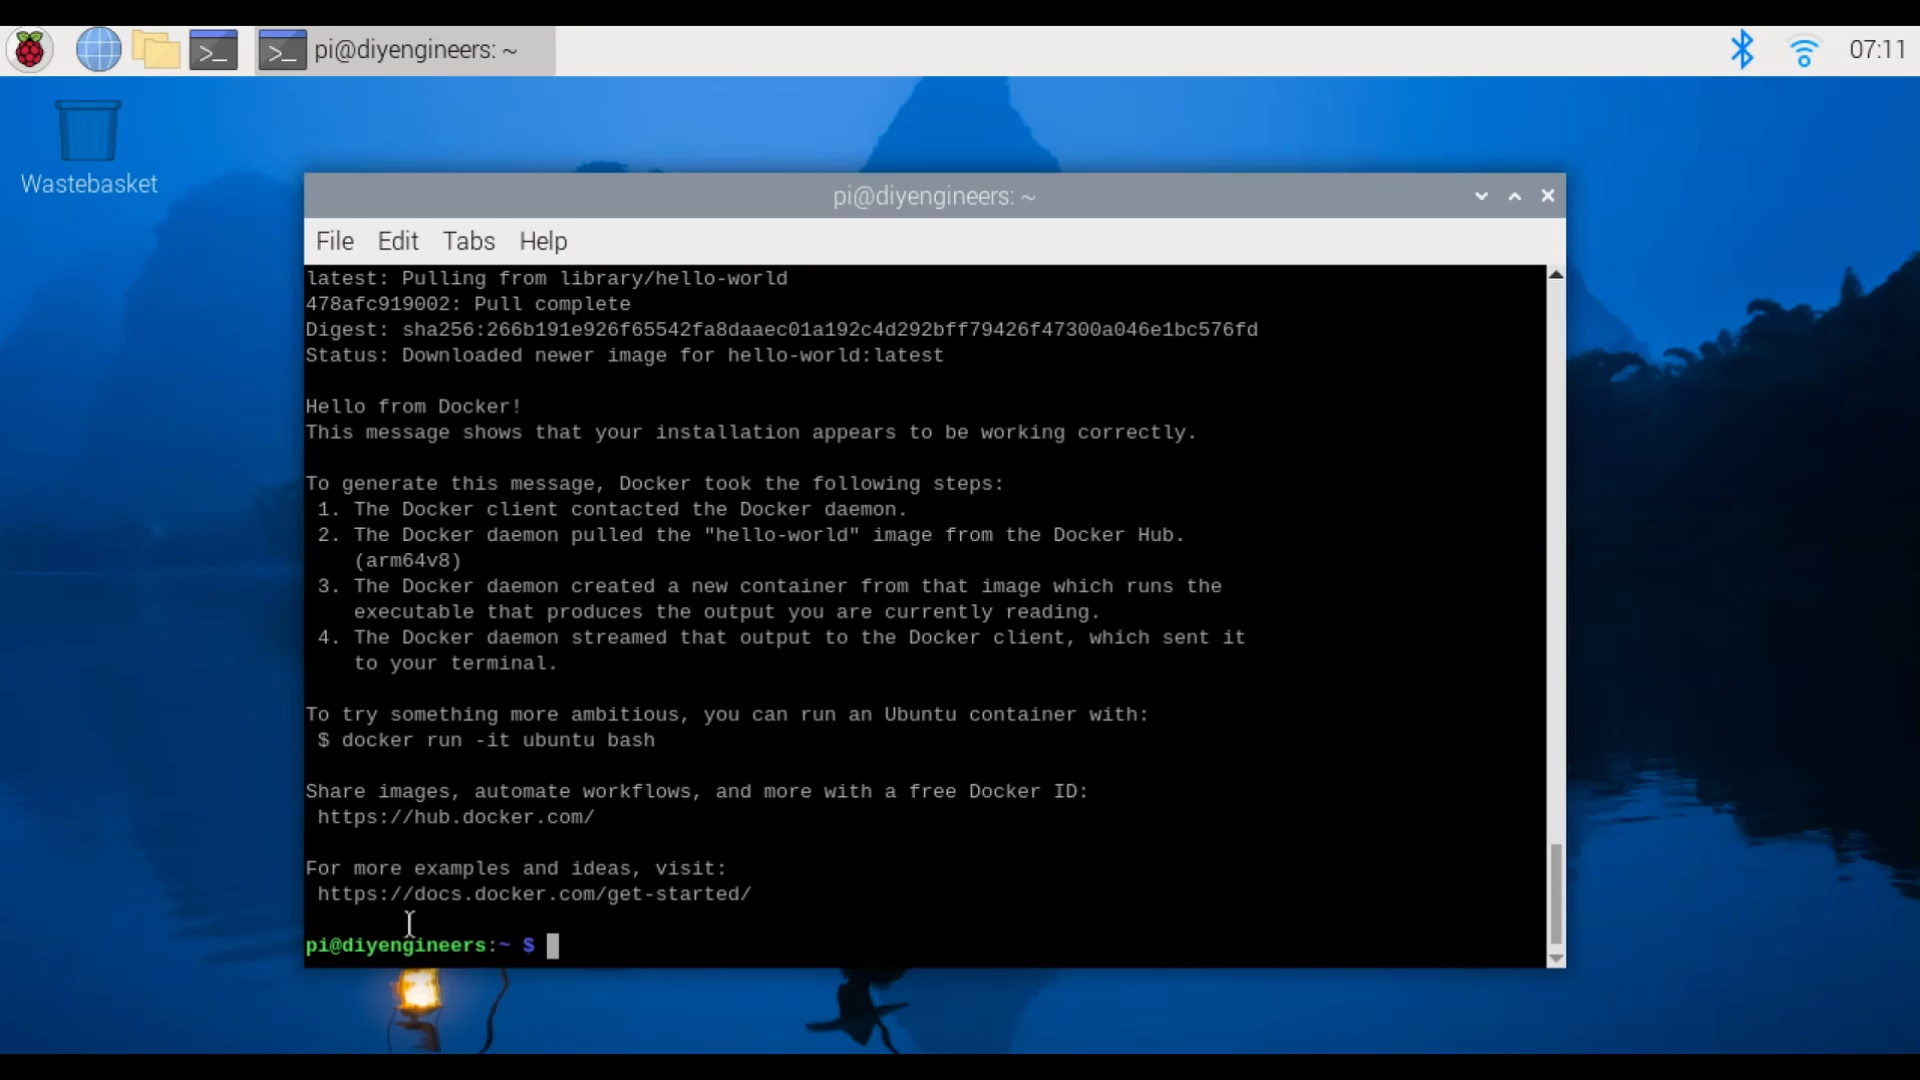 pi@diyengineers: ~
07:11
Wastebasket
pi@diyengineers: ~
File Edit Tabs Help
latest: Pulling from library/hello-world
478afc919002: Pull complete
Digest: sha256:266b191e926f65542fa8daaec01a192c4d292bff79426f47300a046e1bc576fd
Status: Downloaded newer image for hello-world:latest
Hello from Docker!
This message shows that your installation appears to be working correctly.
To generate this message, Docker took the following steps:
1. The Docker client contacted the Docker daemon.
2. The Docker daemon pulled the "hello-world" image from the Docker Hub.
(arm64v8)
3. The Docker daemon created a new container from that image which runs the
executable that produces the output you are currently reading.
4. The Docker daemon streamed that output to the Docker client, which sent it
to your terminal.
To try something more ambitious, you can run an Ubuntu container with:
$ docker run -it ubuntu bash
Share images, automate workflows, and more with a free Docker ID:
https://hub.docker.com/
For more examples and ideas, visit:
https://docs.docker.com/get-started/
pi@diyengineers:~ $